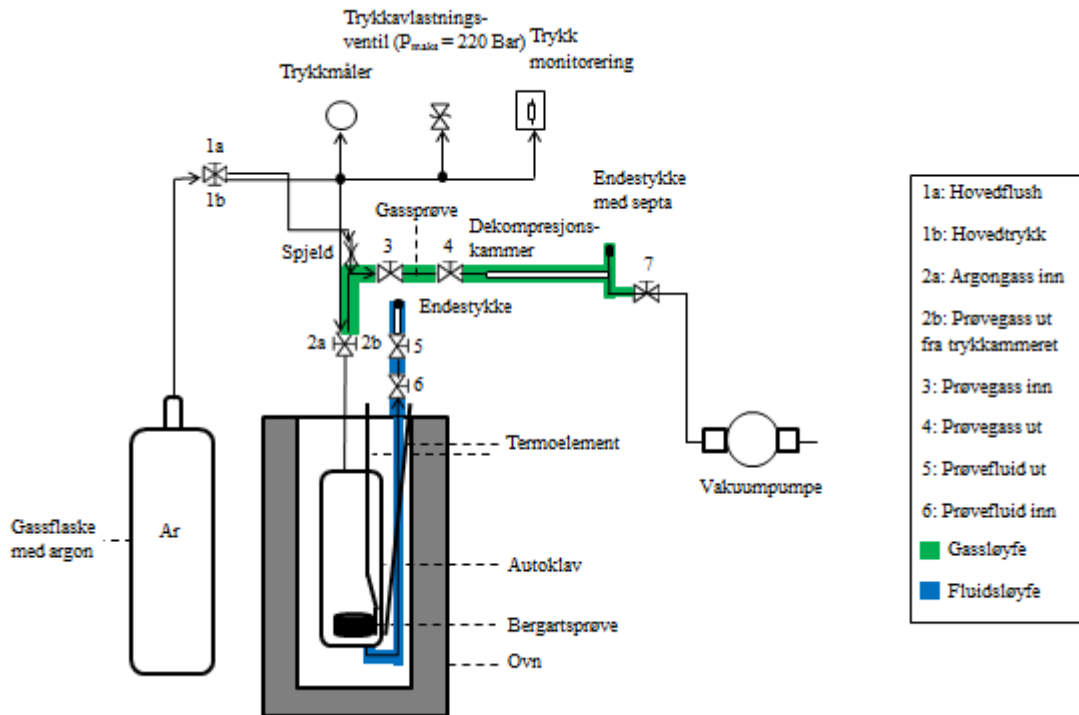 Trykkavlastnings-
ventil (Pmaks = 220 Bar)
Trykk
monitorering
Trykkmåler
1a
1b
Endestykke
med septa
Gassprøve
Dekompresjons-
kammer
Spjeld
3
4
7
Endestykke
2a
2b
5
6
Termoelement
Vakuumpumpe
Gassflaske
med argon
Ar
Autoklav
Bergartsprøve
Ovn
1a: Hovedflush
1b: Hovedtrykk
2a: Argongass inn
2b: Prøvegass ut
fra trykkammeret
3: Prøvegass inn
4: Prøvegass ut
5: Prøvefluid ut
6: Prøvefluid inn
Gassløyfe
Fluidsløyfe